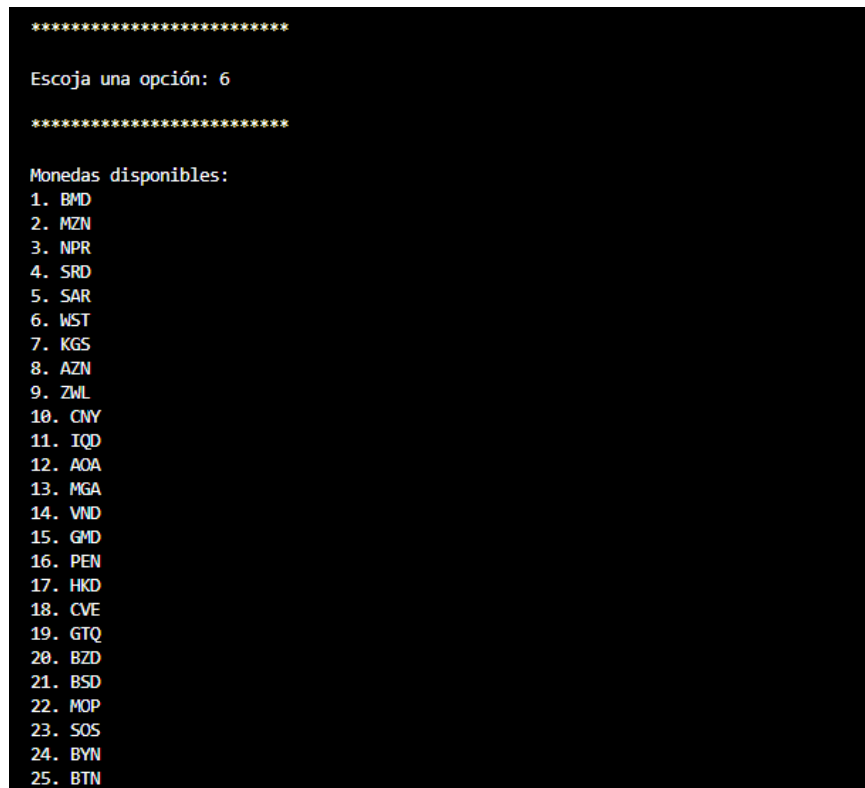 **************************
Escoja una opción: 6
**************************
Monedas disponibles:
1. BMD
2. MZN
3. NPR
4. SRD
5. SAR
6. WST
7. KGS
8. AZN
9. ZWL
10. CNY
11. IQD
12. AOA
13. MGA
14. VND
15. GMD
16. PEN
17. HKD
18. CVE
19. GTQ
20. BZD
21. BSD
22. MOP
23. SOS
24. BYN
25. BTN